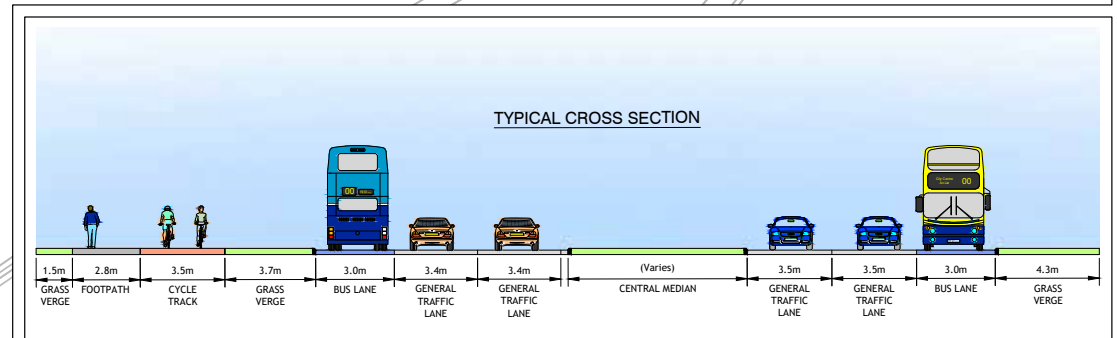 TYPICAL CROSS SECTION
00
00
1.5m
2.8m
3.5m
3.7m
3.0m
3.4m
3.4m
(Varies)
3.5m
3.5m
3.0m
4.3m
GRASS
VERGE
FOOTPATH
CYCLE
TRACK
GRASS
VERGE
BUS LANE
GENERAL
TRAFFIC
LANE
GENERAL
TRAFFIC
LANE
CENTRAL MEDIAN
GENERAL
TRAFFIC
LANE
GENERAL
TRAFFIC
LANE
BUS LANE
GRASS
VERGE